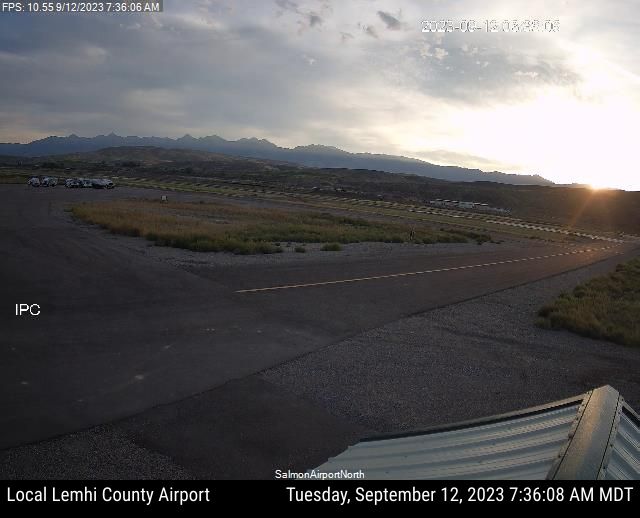 FPS: 10.55 9/12/2023 7:36:06 AM
IPC
SalmonAirportNorth
Local Lemhi County Airport Tuesday, September 12, 2023 7:36:08 AM MDT